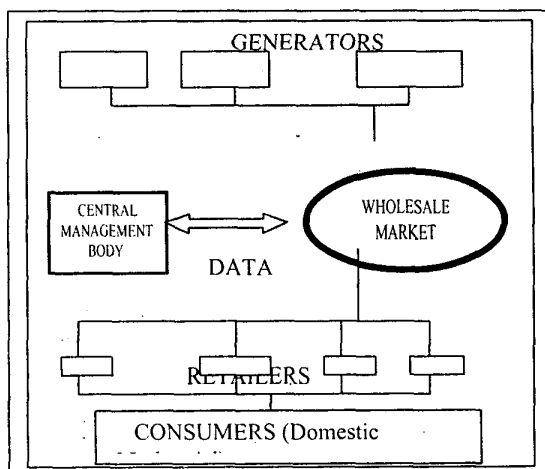 GENERATORS
CENTRAL
MANAGEMENT
BODY
WHOLESALE
MARKET
DATA
RETAILERS
CONSUMERS (Domestic